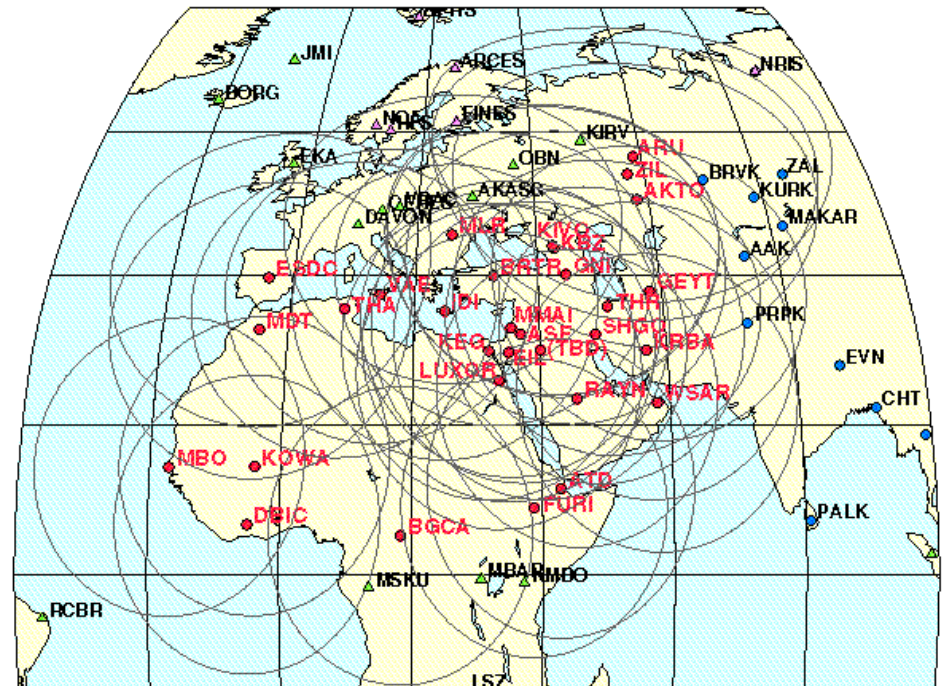 JMI
ARCES
NRIS
BORG
FINES
KIRV
EKA
OBN
ARU
ZIL
BRVK
ZAL
AKASG
AKTO
KURK
DAVON
MLR
KIVO
KBZ
MAKAR
AAK
ESDC
VAE
BRTR
GNI
GEYT
THA
IDI
THR
MDT
MMAI
ASF
SHGO
PRPK
KEG
EIL
(TBD)
KRBA
EVN
LUXOR
RAYN
WSAR
CHT
MBO
KOWA
ATD
DBIC
FURI
BGCA
PALK
MSKU
MBAR
KMBO
RCBR
LSZ